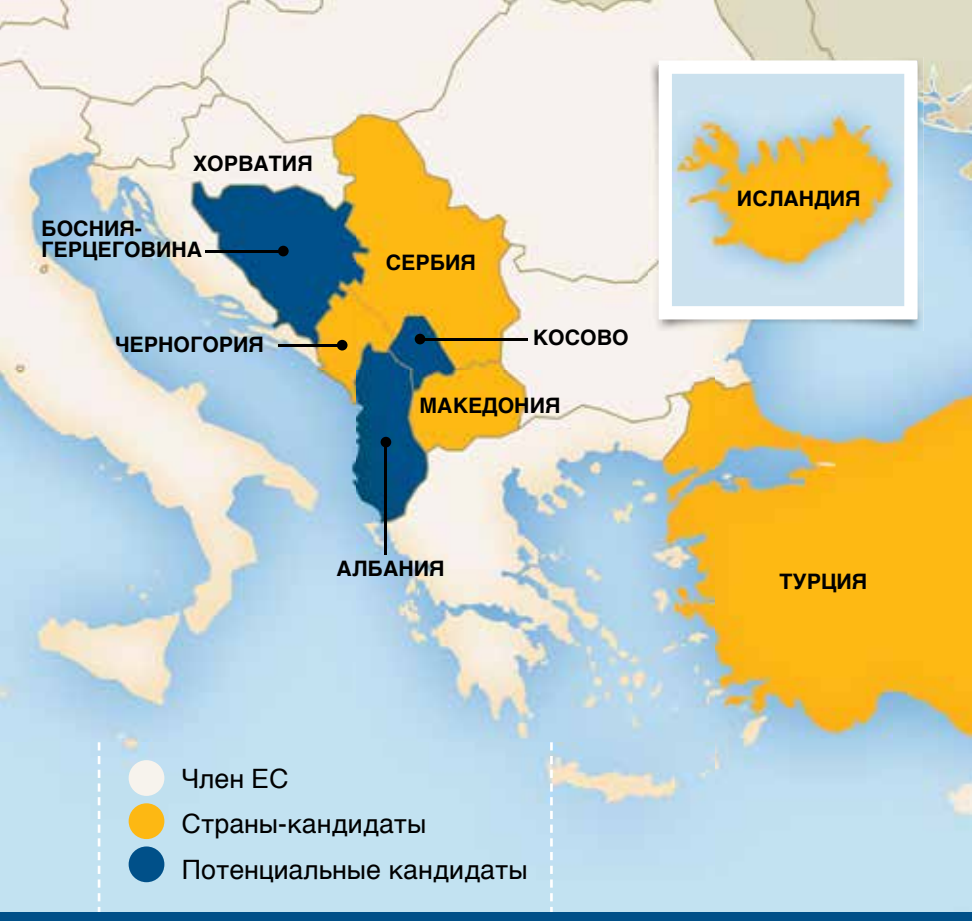 ХОРВАТИЯ
ИСЛАНДИЯ
БОСНИЯ-
ГЕРЦЕГОВИНА
СЕРБИЯ
ЧЕРНОГОРИЯ
КОСОВО
МАКЕДОНИЯ
АЛБАНИЯ
ТУРЦИЯ
Член ЕС
Страны-кандидаты
Потенциальные кандидаты